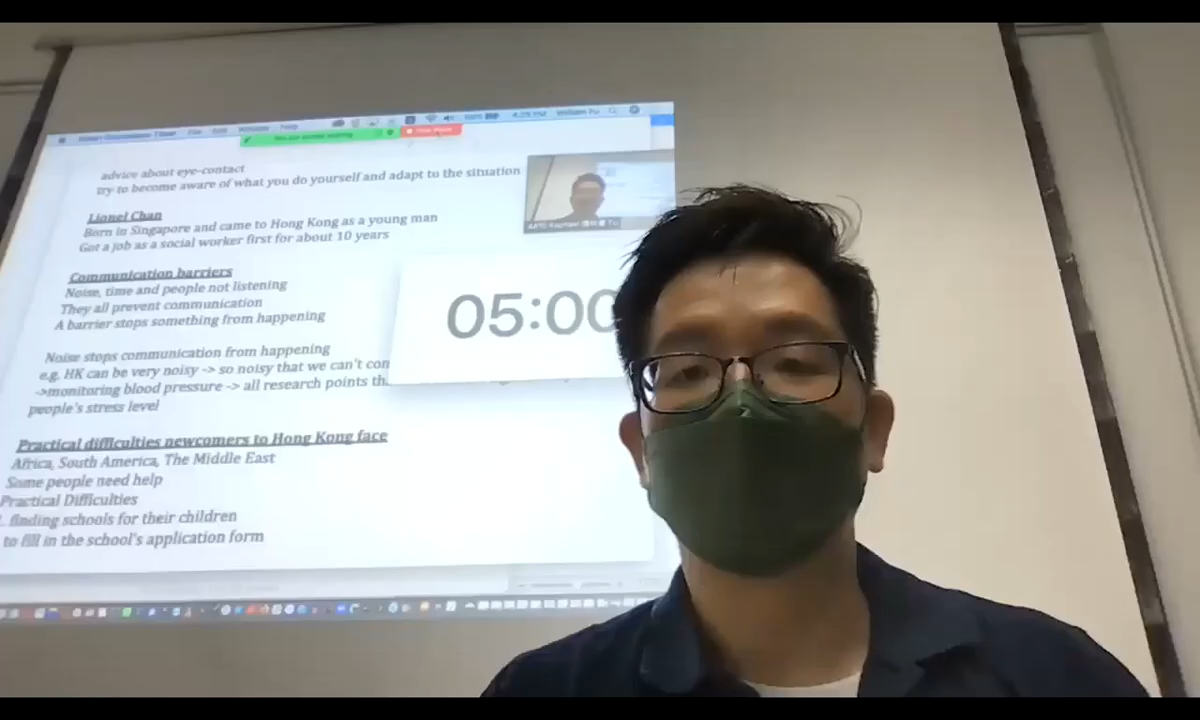 File Edit Window Help
advice about eye-contact
try to become aware of what you do yourself and adapt to the situation
Lionel Chan
Born in Singapore and came to Hong Kong as a young man
Got a job as a social worker first for about 10 years
Communication barriers
Noise, time and people not listening
They all prevent communication
A barrier stops something from happening
05:00
Noise stops communication from happening
e.g. HK can be very noisy -> so noisy that we can't con
->monitoring blood pressure -> all research points th
people's stress level
Practical difficulties newcomers to Hong Kong face
Africa, South America, The Middle East
Some people need help
Practical Difficulties
. finding schools for their children
to fill in the school's application form